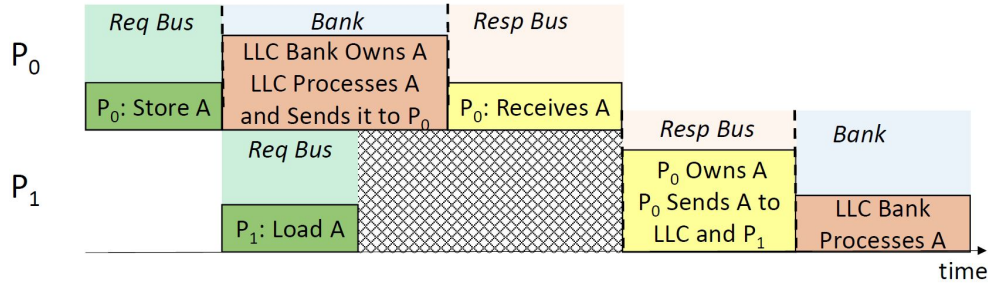 Req Bus
Bank
Resp Bus
P₀
LLC Bank Owns A
LLC Processes A
and Sends it to P₀
P₀: Store A
P₀: Receives A
Req Bus
Resp Bus
Bank
P₁
P₀ Owns A
P₀ Sends A to
LLC and P₁
P₁: Load A
LLC Bank
Processes A
time